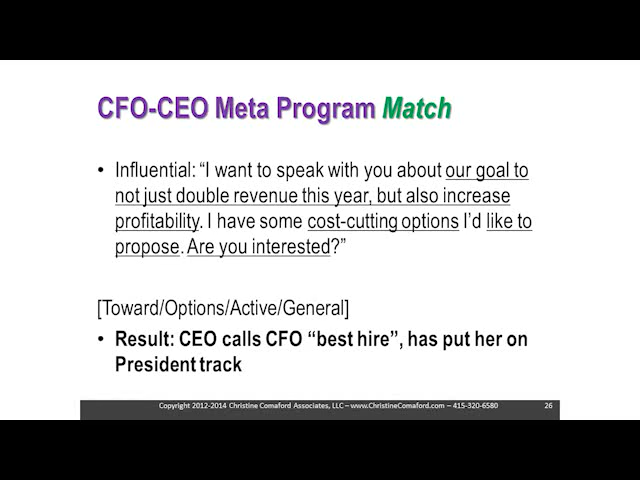 CFO-CEO Meta Program Match
• Influential: “I want to speak with you about our goal to
not just double revenue this year, but also increase
profitability. I have some cost-cutting options I’d like to
propose. Are you interested?”
[Toward/Options/Active/General]
• Result: CEO calls CFO “best hire”, has put her on
President track
Copyright 2012-2014 Christine Comaford Associates, LLC – www.ChristineComaford.com – 415-320-6580 26